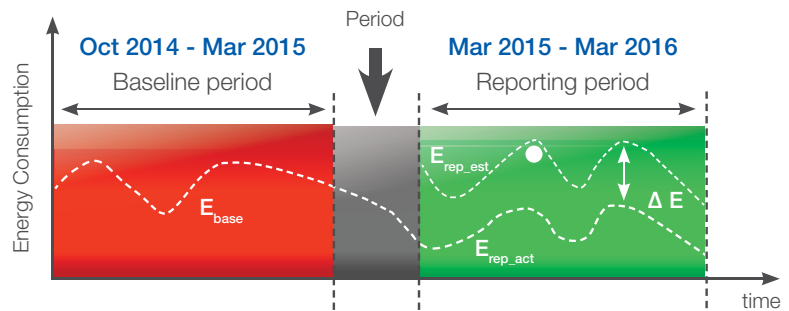 Period
Oct 2014 - Mar 2015
Baseline period
Mar 2015 - Mar 2016
Reporting period
Energy Consumption
E_base
E_rep_est
Δ E
E_rep_act
time